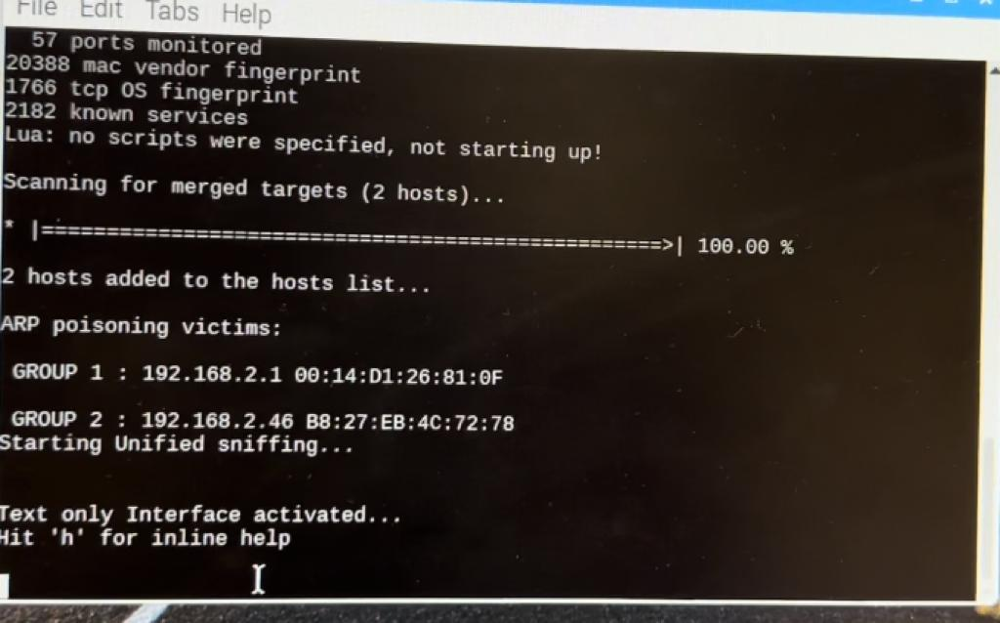 File Edit Tabs Help
57 ports monitored
20388 mac vendor fingerprint
1766 tcp OS fingerprint
2182 known services
Lua: no scripts were specified, not starting up!
Scanning for merged targets (2 hosts)...
* |==================================================>| 100.00 %
2 hosts added to the hosts list...
ARP poisoning victims:
GROUP 1 : 192.168.2.1 00:14:D1:26:81:0F
GROUP 2 : 192.168.2.46 B8:27:EB:4C:72:78
Starting Unified sniffing...
Text only Interface activated...
Hit 'h' for inline help